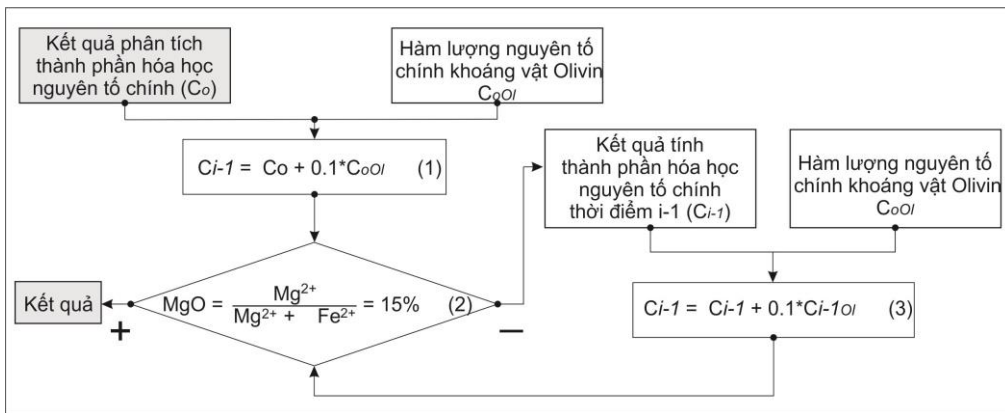 Kết quả phân tích
thành phần hóa học
nguyên tố chính (Co)
Hàm lượng nguyên tố
chính khoáng vật Olivin
CoOl
Ci-1 = Co + 0.1*CoOl (1)
Kết quả tính
thành phần hóa học
nguyên tố chính
thời điểm i-1 (Ci-1)
Hàm lượng nguyên tố
chính khoáng vật Olivin
CoOl
Kết quả
MgO = Mg²⁺ / Mg²⁺ + Fe²⁺ = 15% (2)
+
−
Ci-1 = Ci-1 + 0.1*Ci-1Ol (3)